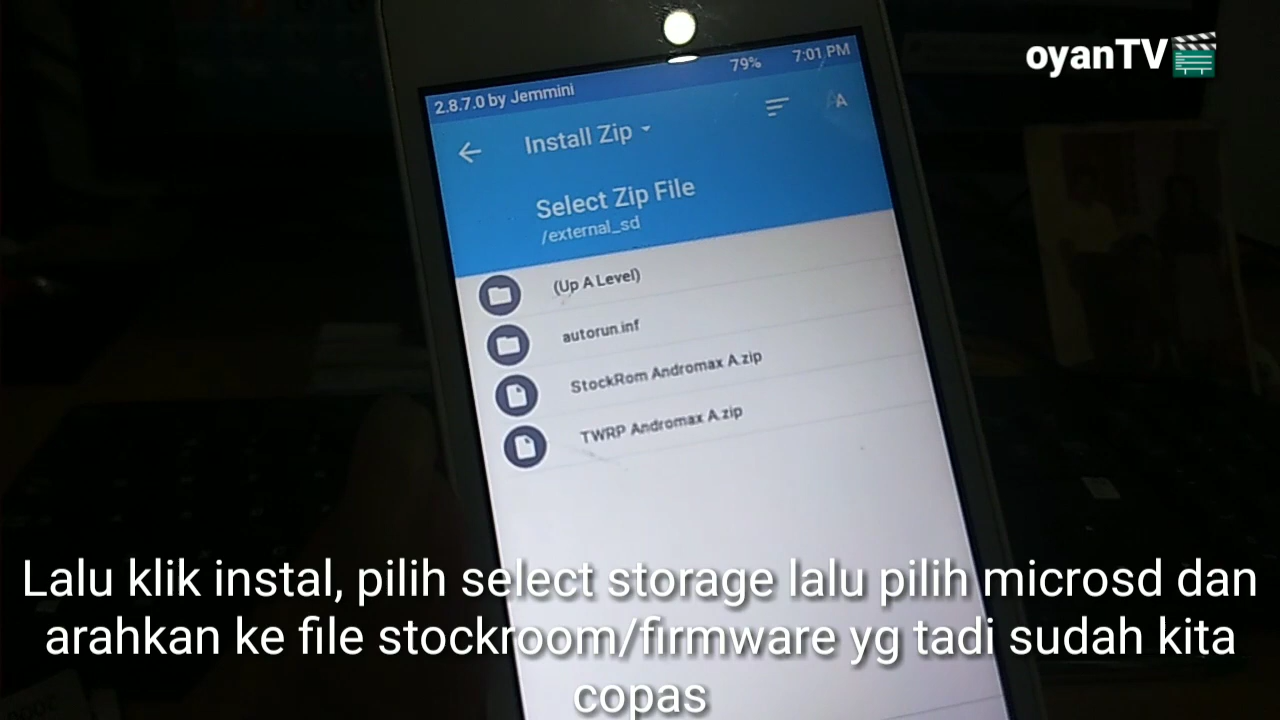 oyanTV
79% 7:01 PM
2.8.7.0 by Jemmini
Install Zip
A
Select Zip File
/external_sd
(Up A Level)
autorun.inf
StockRom Andromax A.zip
TWRP Andromax A.zip
Lalu klik instal, pilih select storage lalu pilih microsd dan
arahkan ke file stockroom/firmware yg tadi sudah kita
copas